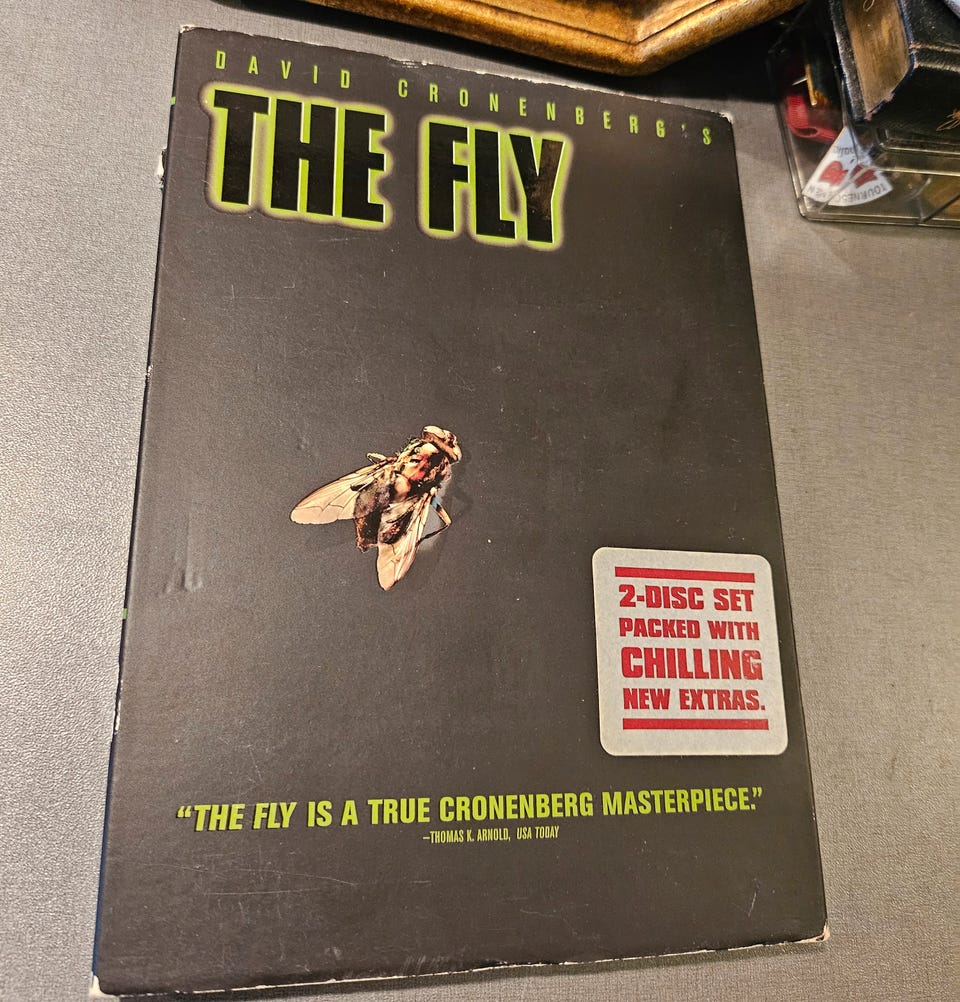 DAVID CRONENBERG'S
THE FLY
2-DISC SET
PACKED WITH
CHILLING
NEW EXTRAS.
“THE FLY IS A TRUE CRONENBERG MASTERPIECE.”
–THOMAS K. ARNOLD, USA TODAY